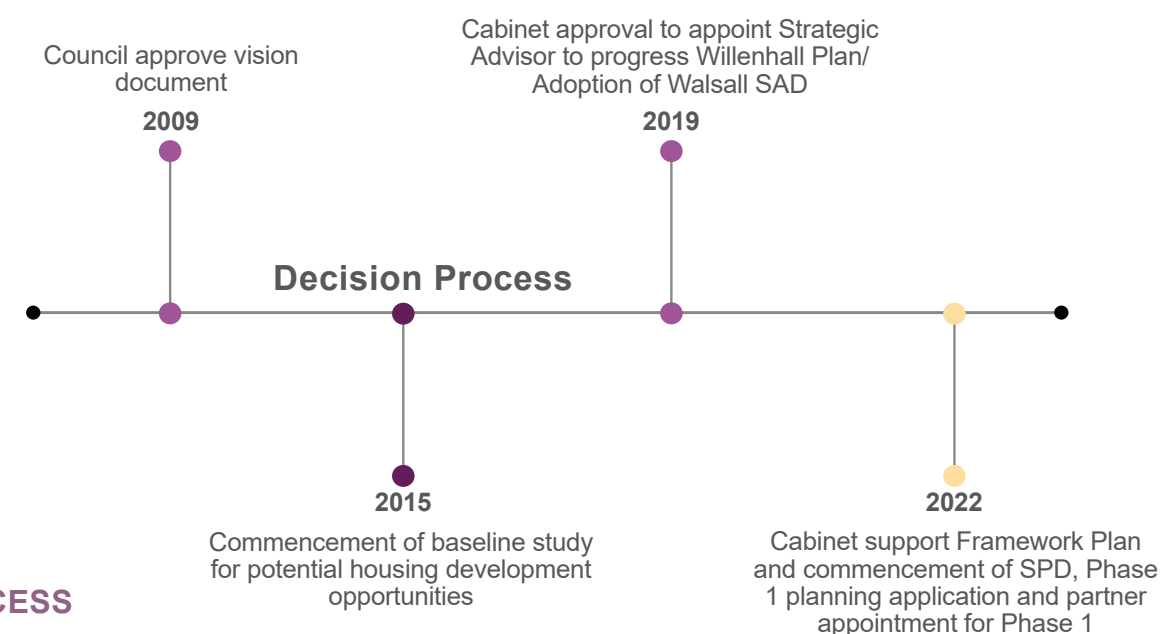 Council approve vision
document
2009
Cabinet approval to appoint Strategic
Advisor to progress Willenhall Plan/
Adoption of Walsall SAD
2019
Decision Process
2015
Commencement of baseline study
for potential housing development
opportunities
2022
Cabinet support Framework Plan
and commencement of SPD, Phase
1 planning application and partner
appointment for Phase 1
CESS